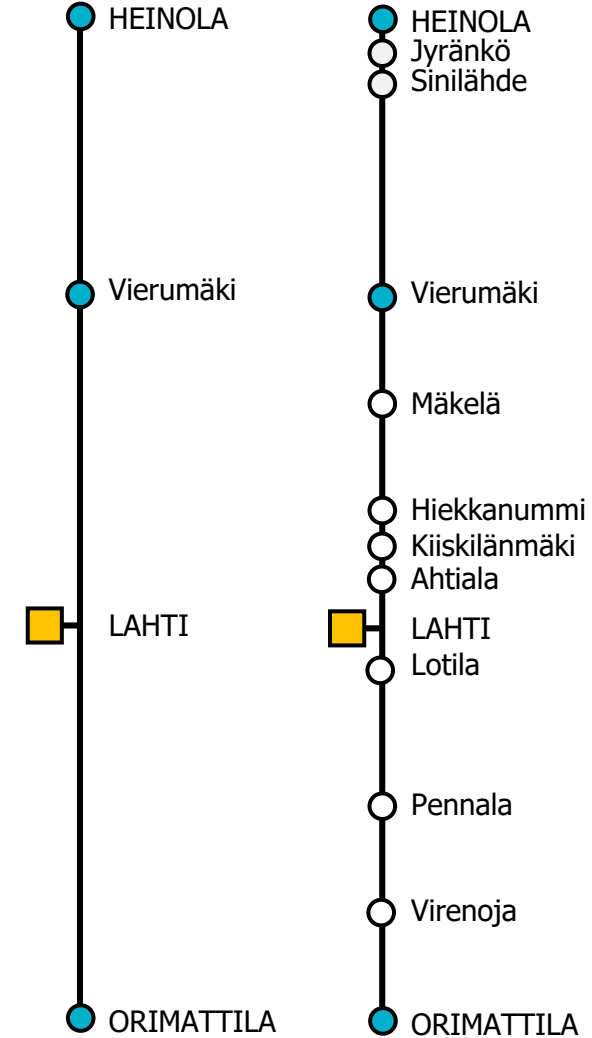 HEINOLA
Vierumäki
LAHTI
ORIMATTILA
HEINOLA
Jyränkö
Sinilähde
Vierumäki
Mäkelä
Hiekkanummi
Kiiskilänmäki
Ahtiala
LAHTI
Lotila
Pennala
Virenoja
ORIMATTILA